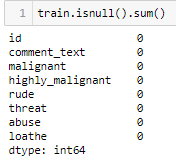 1 train.isnull().sum()
id 0
comment_text 0
malignant 0
highly_malignant 0
rude 0
threat 0
abuse 0
loathe 0
dtype: int64